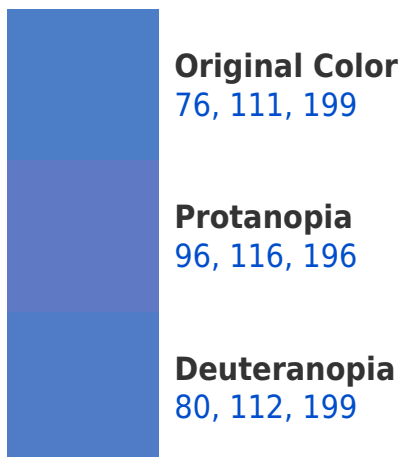 Original Color
76, 111, 199
Protanopia
96, 116, 196
Deuteranopia
80, 112, 199